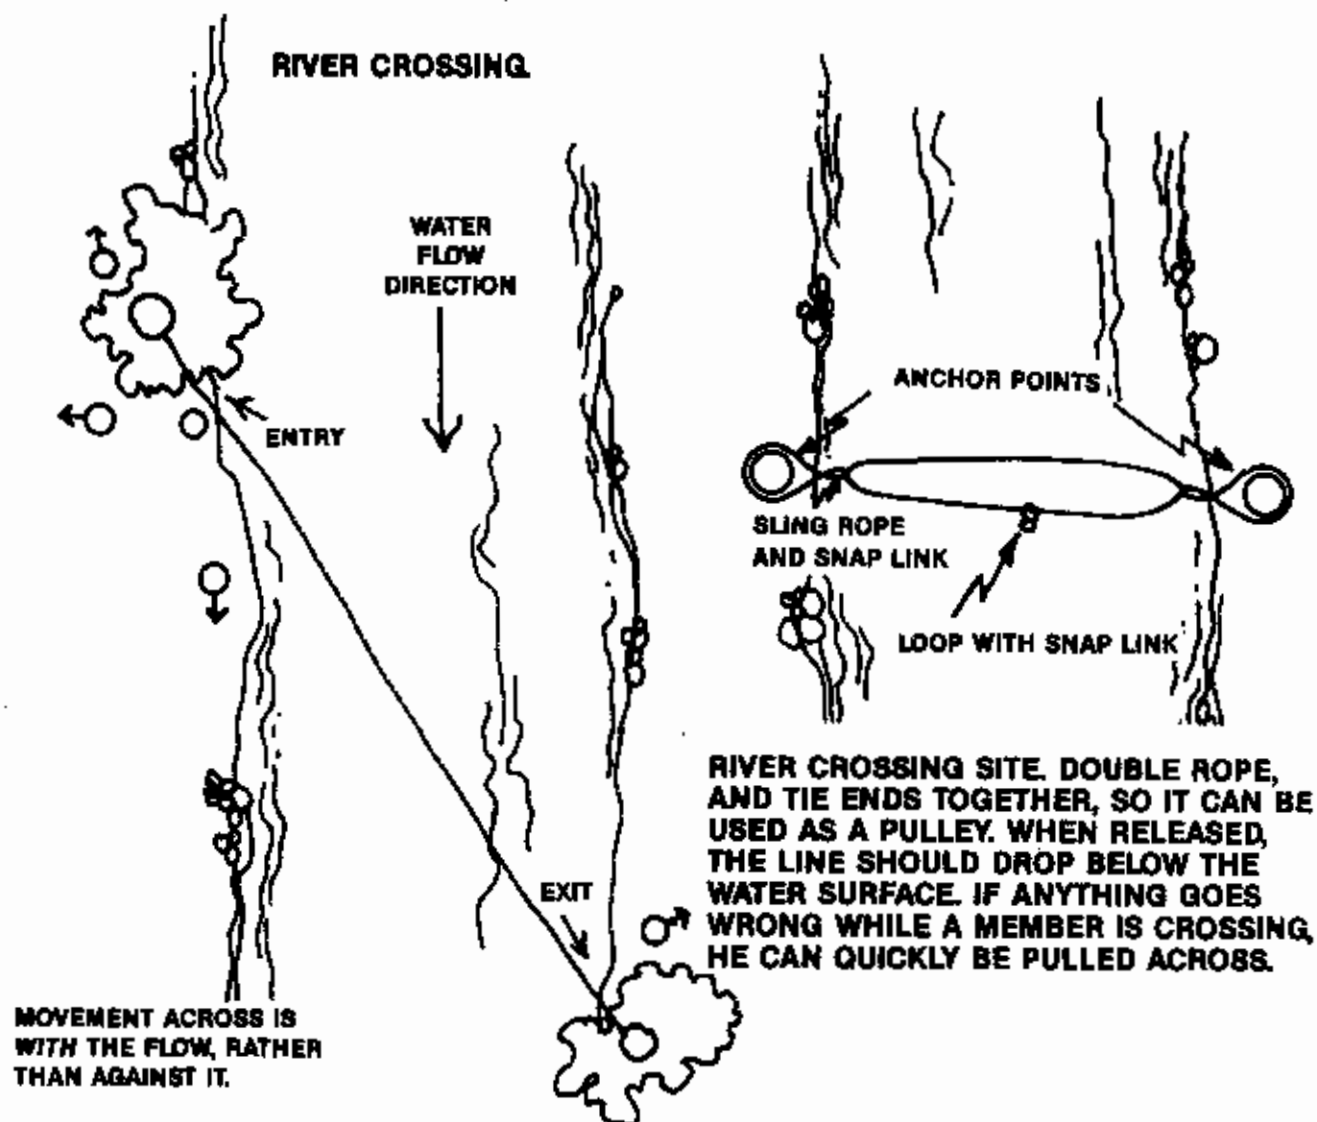 RIVER CROSSING.
WATER
FLOW
DIRECTION
ENTRY
EXIT
MOVEMENT ACROSS IS
WITH THE FLOW, RATHER
THAN AGAINST IT.
ANCHOR POINTS
SLING ROPE
AND SNAP LINK
LOOP WITH SNAP LINK
RIVER CROSSING SITE. DOUBLE ROPE,
AND TIE ENDS TOGETHER, SO IT CAN BE
USED AS A PULLEY. WHEN RELEASED,
THE LINE SHOULD DROP BELOW THE
WATER SURFACE. IF ANYTHING GOES
WRONG WHILE A MEMBER IS CROSSING,
HE CAN QUICKLY BE PULLED ACROSS.